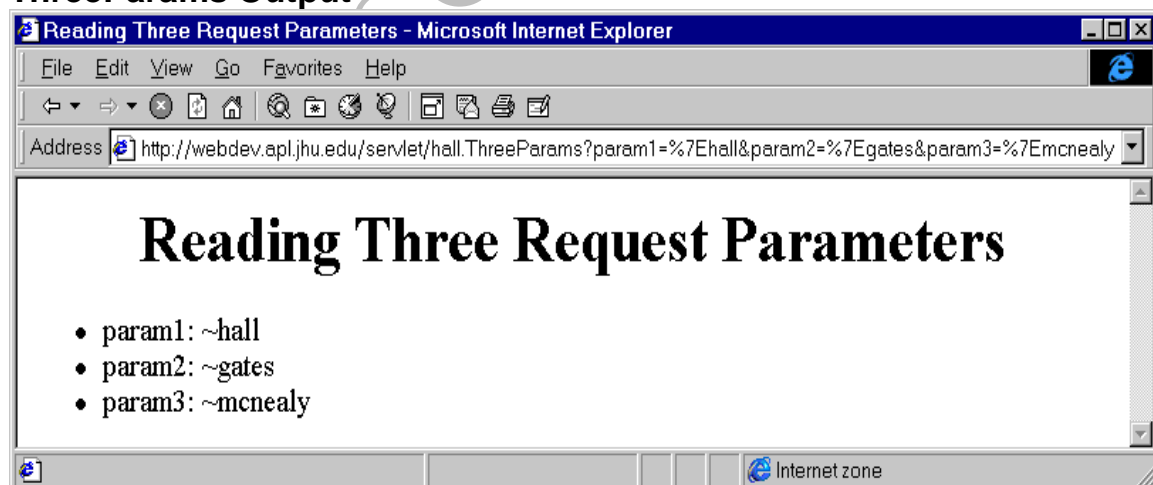 ThreeParams Output
Reading Three Request Parameters - Microsoft Internet Explorer
File Edit View Go Favorites Help
Address http://webdev.apl.jhu.edu/servlet/hall.ThreeParams?param1=%7Ehall&param2=%7Egates&param3=%7Emcnealy
Reading Three Request Parameters
• param1: ~hall
• param2: ~gates
• param3: ~mcnealy
Internet zone